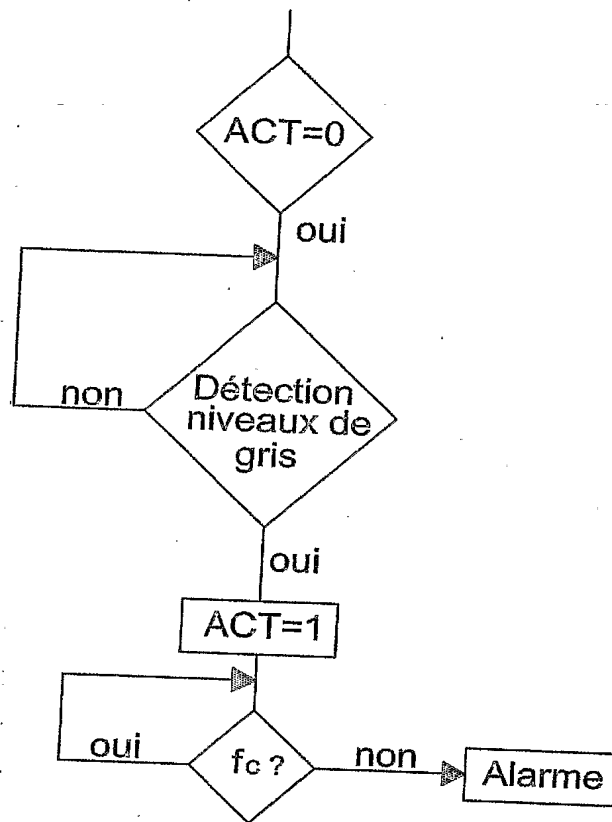 ACT=0
oui
non
Détection
niveaux de
gris
oui
ACT=1
oui
fc ?
non
Alarme